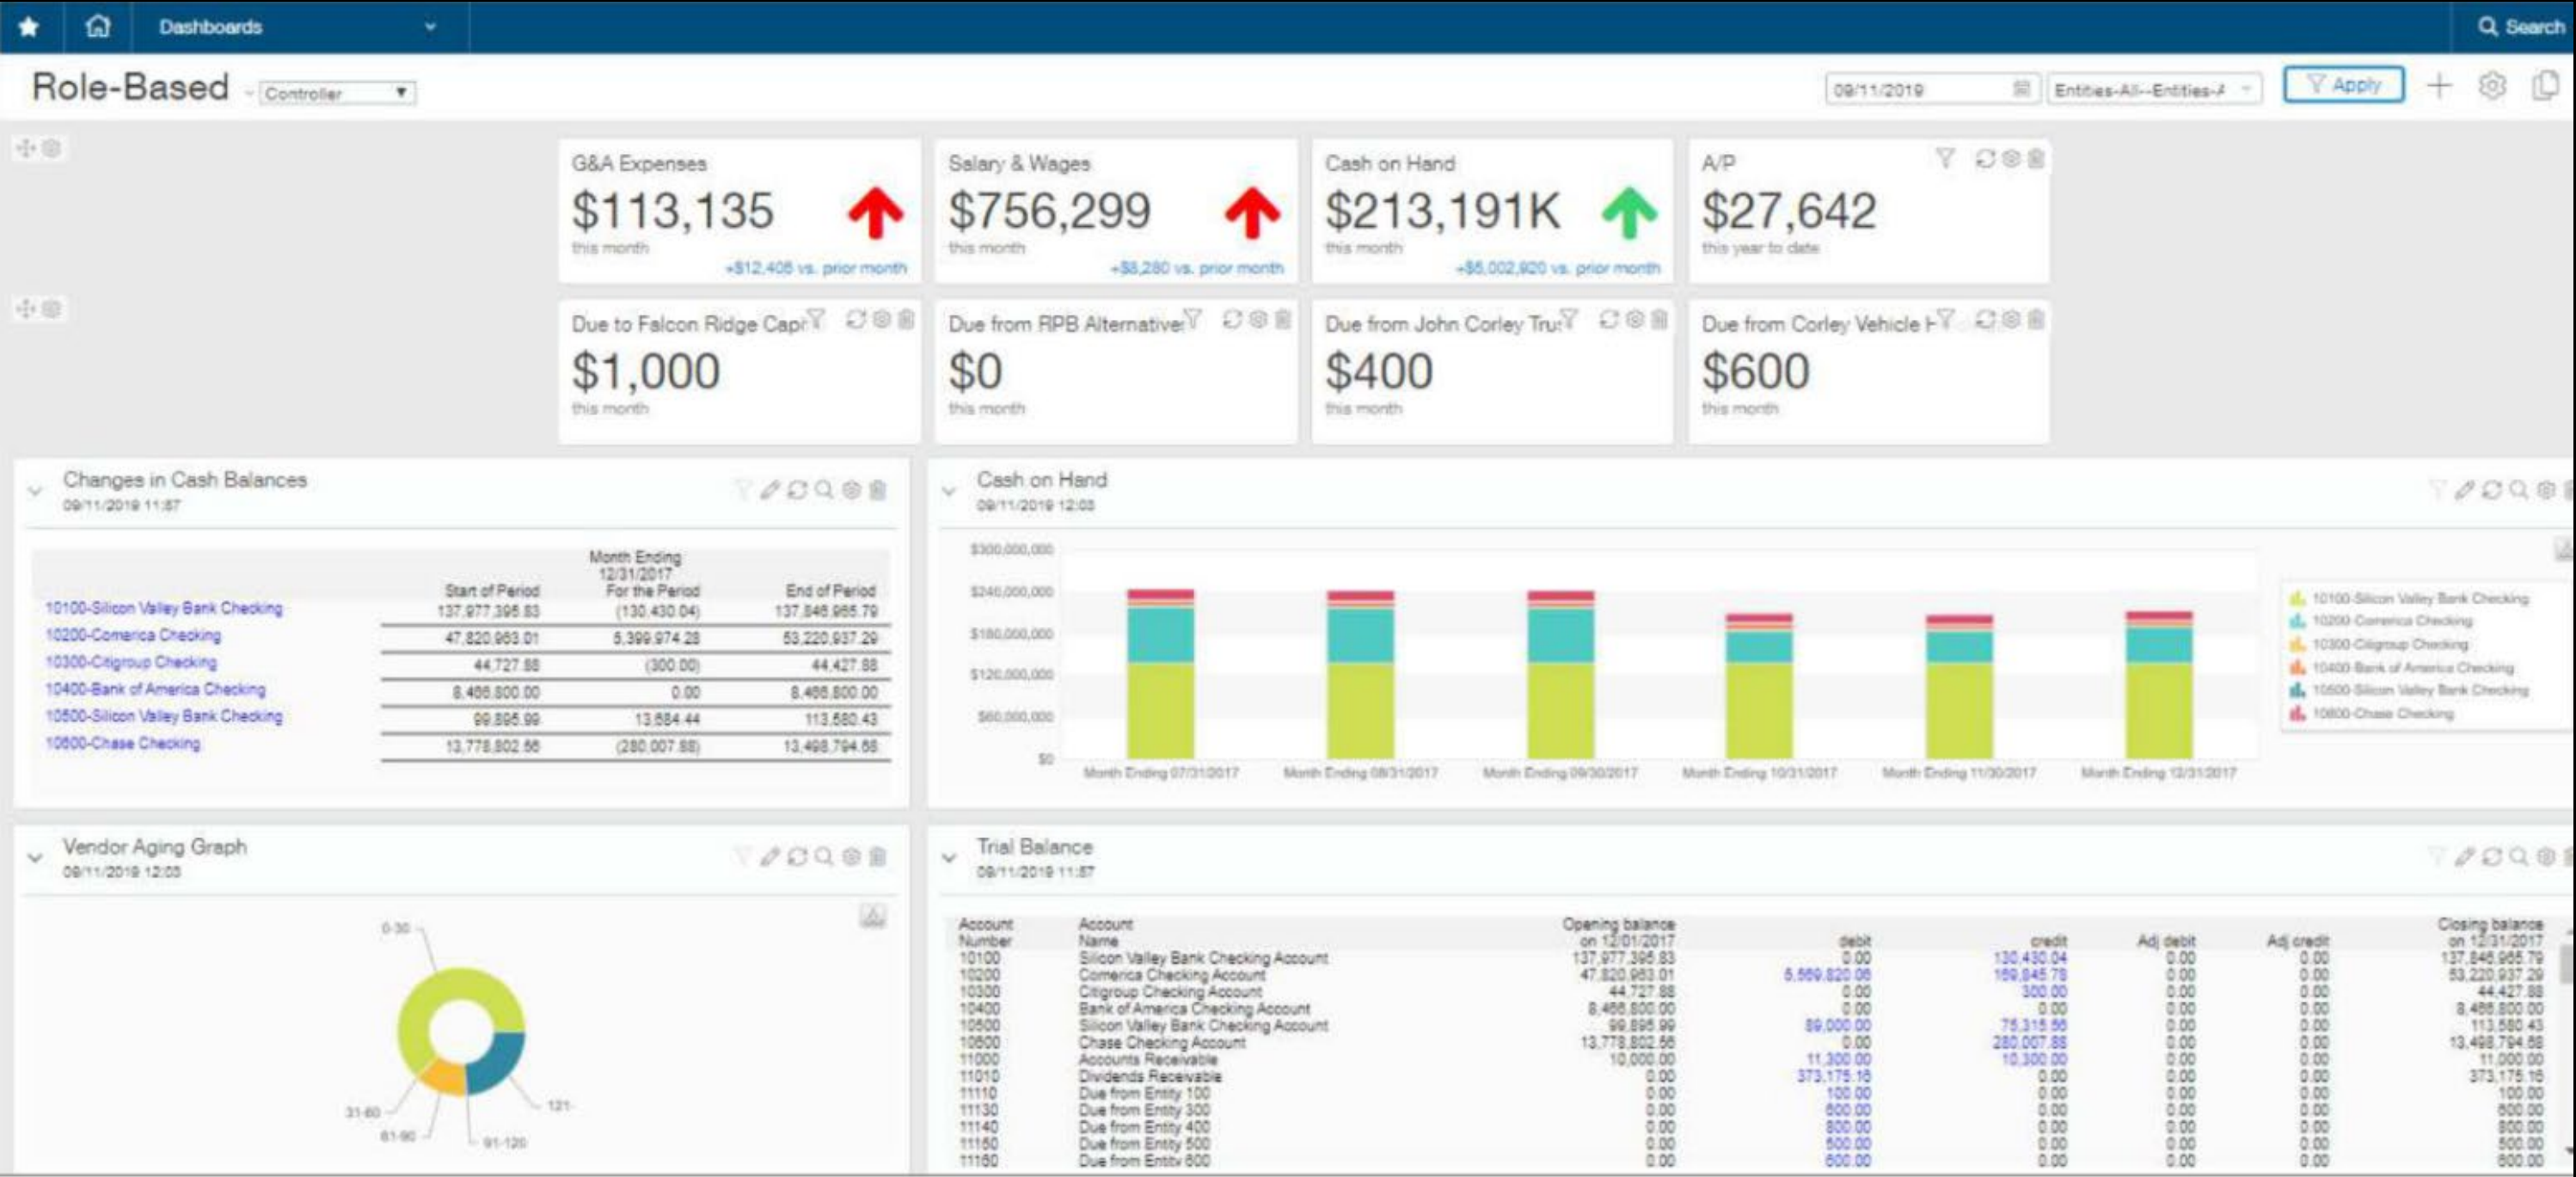 Dashboards
Search
Role-Based
Controller
09/11/2019
Entities-All--Entities-A
Apply
G&A Expenses
$113,135
this month
+$12,405 vs. prior month
Salary & Wages
$756,299
this month
+$8,280 vs. prior month
Cash on Hand
$213,191K
this month
+$5,002,920 vs. prior month
A/P
$27,642
this year to date
Due to Falcon Ridge Capi
$1,000
this month
Due from RPB Alternative
$0
this month
Due from John Corley Tru
$400
this month
Due from Corley Vehicle H
$600
this month
Changes in Cash Balances
09/11/2019 11:57
Month Ending
12/31/2017
Start of Period For the Period End of Period
10100-Silicon Valley Bank Checking 137,977,395.83 (130,430.04) 137,846,965.79
10200-Comerica Checking 47,820,963.01 5,399,974.28 53,220,937.29
10300-Citigroup Checking 44,727.88 (300.00) 44,427.88
10400-Bank of America Checking 8,466,800.00 0.00 8,466,800.00
10500-Silicon Valley Bank Checking 99,895.99 13,684.44 113,580.43
10600-Chase Checking 13,778,802.56 (280,007.88) 13,498,794.68
Cash on Hand
09/11/2019 12:03
$300,000,000
$240,000,000
$180,000,000
$120,000,000
$60,000,000
$0
Month Ending 07/31/2017
Month Ending 08/31/2017
Month Ending 09/30/2017
Month Ending 10/31/2017
Month Ending 11/30/2017
Month Ending 12/31/2017
10100-Silicon Valley Bank Checking
10200-Comerica Checking
10300-Citigroup Checking
10400-Bank of America Checking
10500-Silicon Valley Bank Checking
10600-Chase Checking
Vendor Aging Graph
09/11/2019 12:03
0-30
31-60
61-90
91-120
121-
Trial Balance
09/11/2019 11:57
Account Account Opening balance Closing balance
Number Name on 12/01/2017 debit credit Adj debit Adj credit on 12/31/2017
10100 Silicon Valley Bank Checking Account 137,977,395.83 0.00 130,430.04 0.00 0.00 137,846,965.79
10200 Comerica Checking Account 47,820,963.01 5,569,820.06 169,845.78 0.00 0.00 53,220,937.29
10300 Citigroup Checking Account 44,727.88 0.00 300.00 0.00 0.00 44,427.88
10400 Bank of America Checking Account 8,466,800.00 0.00 0.00 0.00 0.00 8,466,800.00
10500 Silicon Valley Bank Checking Account 99,895.99 89,000.00 75,315.56 0.00 0.00 113,580.43
10600 Chase Checking Account 13,778,802.56 0.00 280,007.88 0.00 0.00 13,498,794.68
11000 Accounts Receivable 10,000.00 11,300.00 10,300.00 0.00 0.00 11,000.00
11010 Dividends Receivable 0.00 373,175.16 0.00 0.00 0.00 373,175.16
11110 Due from Entity 100 0.00 100.00 0.00 0.00 0.00 100.00
11130 Due from Entity 300 0.00 0.00 0.00 0.00
11140 Due from Entity 400 0.00 0.00 0.00 0.00
Due from Entity 500 0.00 500.00 0.00 0.00 0.00 500.00
Due from Entity 600 0.00 600.00 0.00 0.00 0.00 600.00